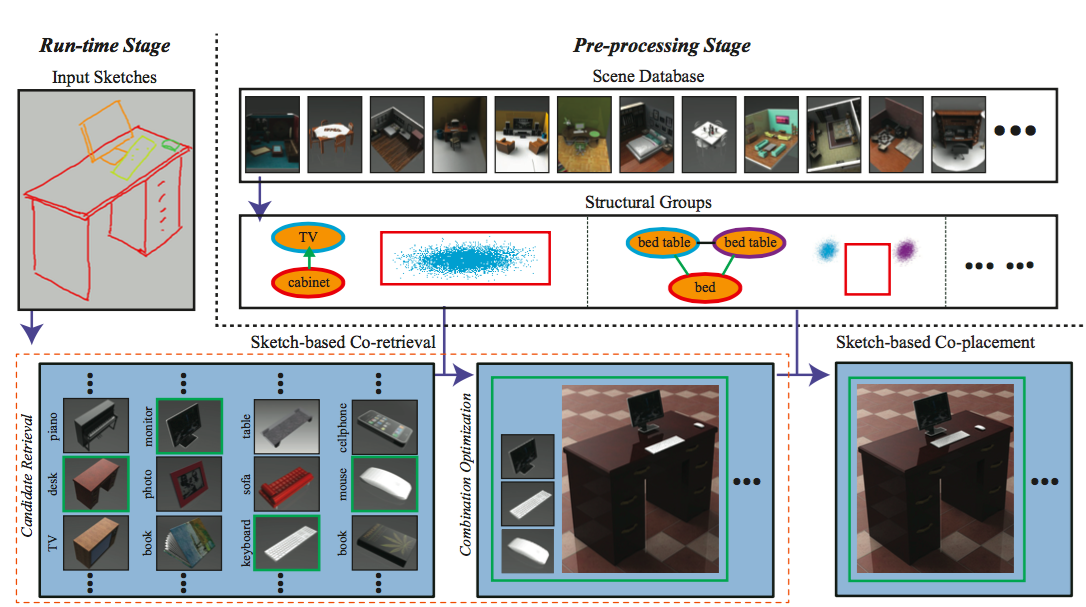 Run-time Stage
Pre-processing Stage
Input Sketches
Scene Database
Structural Groups
TV
cabinet
bed table
bed table
bed
Sketch-based Co-retrieval
Sketch-based Co-placement
Candidate Retrieval
piano
monitor
table
cellphone
desk
photo
sofa
mouse
TV
book
keyboard
book
Combination Optimization